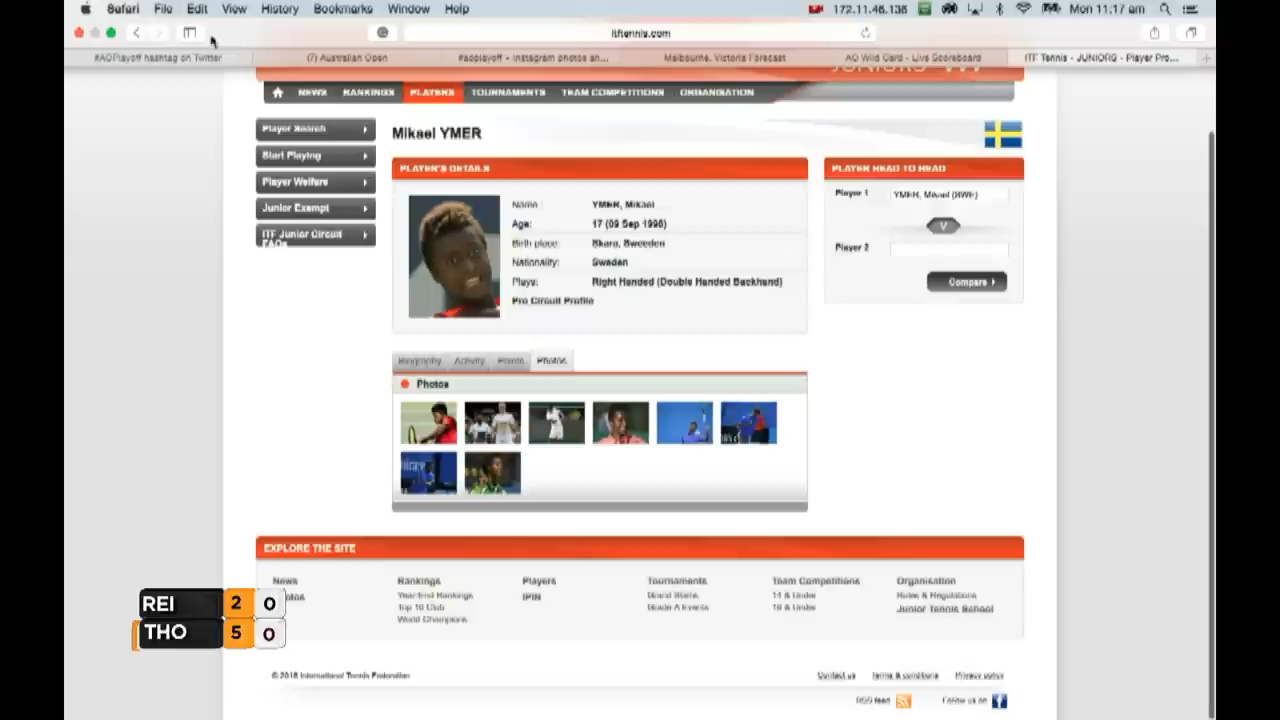 Safari File Edit View History Bookmarks Window Help 172.11.46.136 Mon 11:17 am
itftennis.com
#AOPlayoff hashtag on Twitter (7) Australian Open #aoplayoff - Instagram photos an... Melbourne, Victoria Forecast AO Wild Card - Live Scoreboard ITF Tennis - JUNIORS - Player Pro...
JUNIORS
NEWS RANKINGS PLAYERS TOURNAMENTS TEAM COMPETITIONS ORGANISATION
Player Search
Start Playing
Player Welfare
Junior Exempt
ITF Junior Circuit
FAQs
Mikael YMER
PLAYER'S DETAILS
Name: YMER, Mikael
Age: 17 (09 Sep 1998)
Birth place: Skara, Sweeden
Nationality: Sweden
Plays: Right Handed (Double Handed Backhand)
Pro Circuit Profile
PLAYER HEAD TO HEAD
Player 1 YMER, Mikael (SWE)
V
Player 2
Compare
Biography Activity Points Photos
Photos
EXPLORE THE SITE
News
Rankings
Year-End Rankings
Top 10 Club
World Champions
Players
IPIN
Tournaments
Grand Slams
Grade A Events
Team Competitions
14 & Under
16 & Under
Organisation
Rules & Regulations
Junior Tennis School
REI 2 0
THO 5 0
© 2016 International Tennis Federation
Contact us Terms & conditions Privacy policy
RSS feed Follow us on